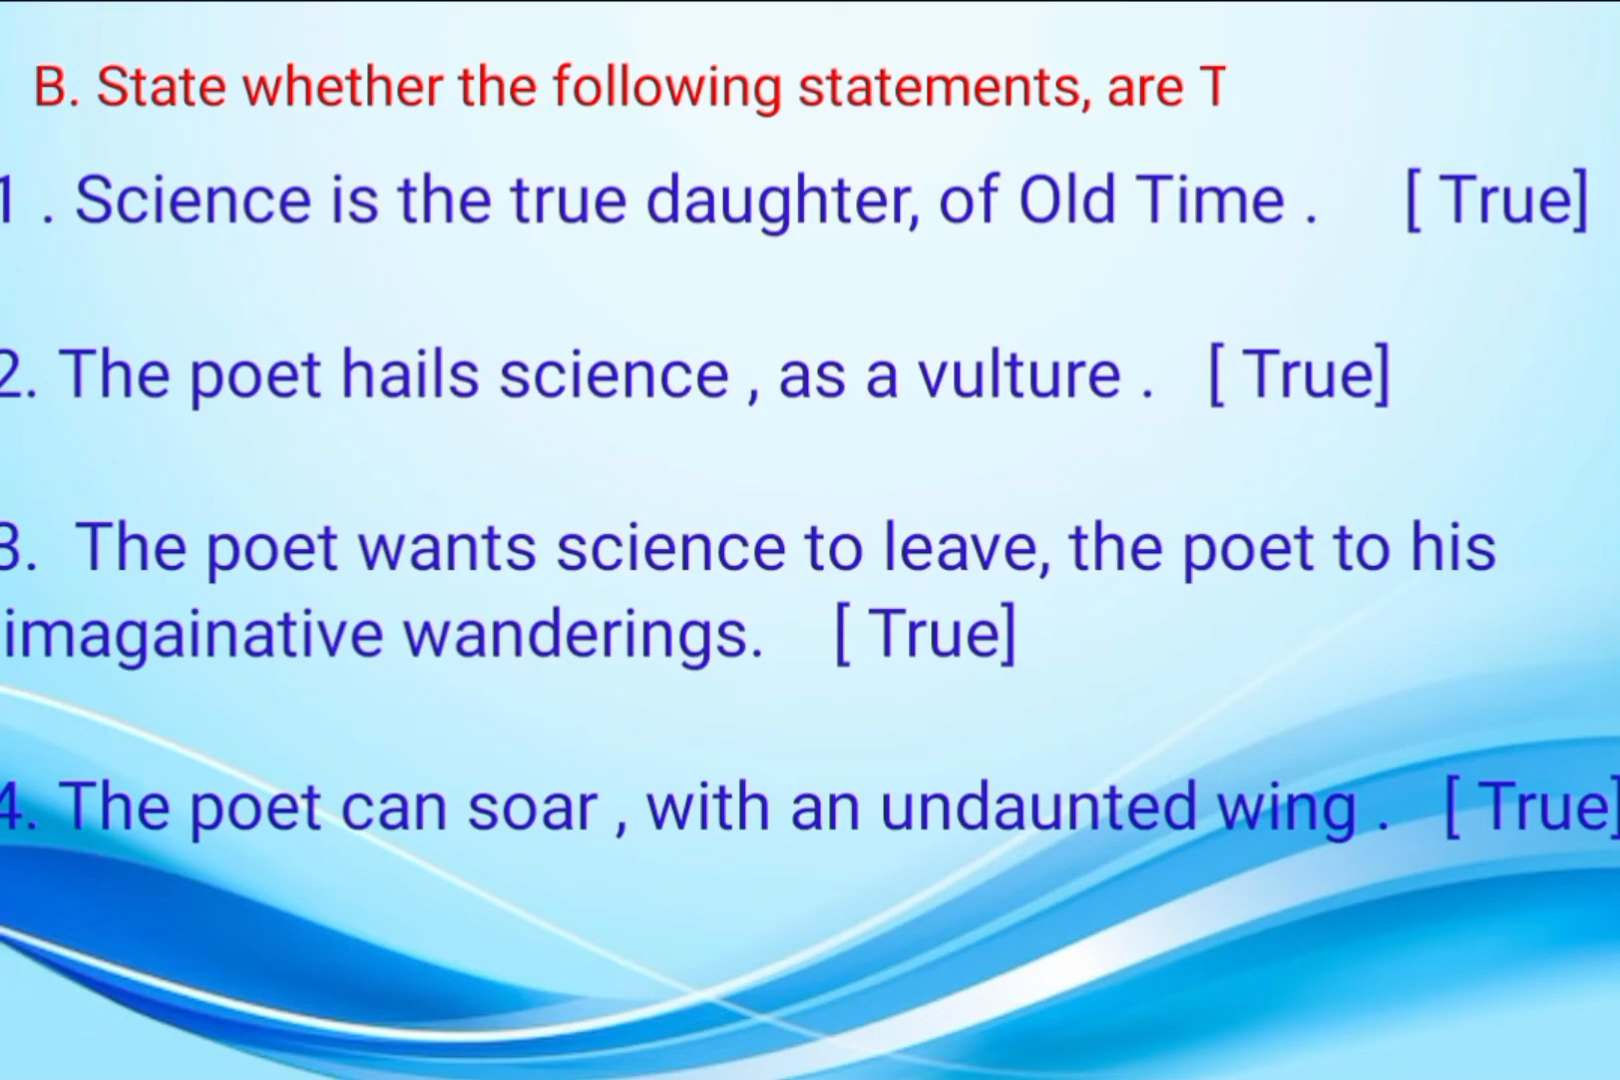 B. State whether the following statements, are T
1 . Science is the true daughter, of Old Time . [ True]
2. The poet hails science , as a vulture . [ True]
3. The poet wants science to leave, the poet to his
imagainative wanderings. [ True]
4. The poet can soar , with an undaunted wing . [ True]